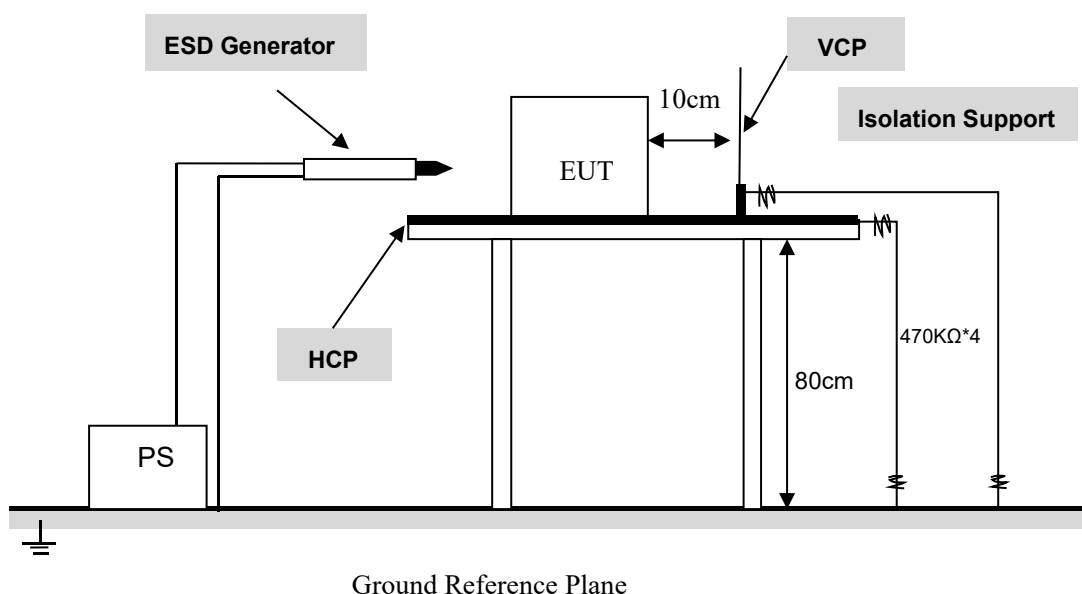 ESD Generator
VCP
10cm
Isolation Support
EUT
HCP
470KΩ*4
80cm
PS
Ground Reference Plane